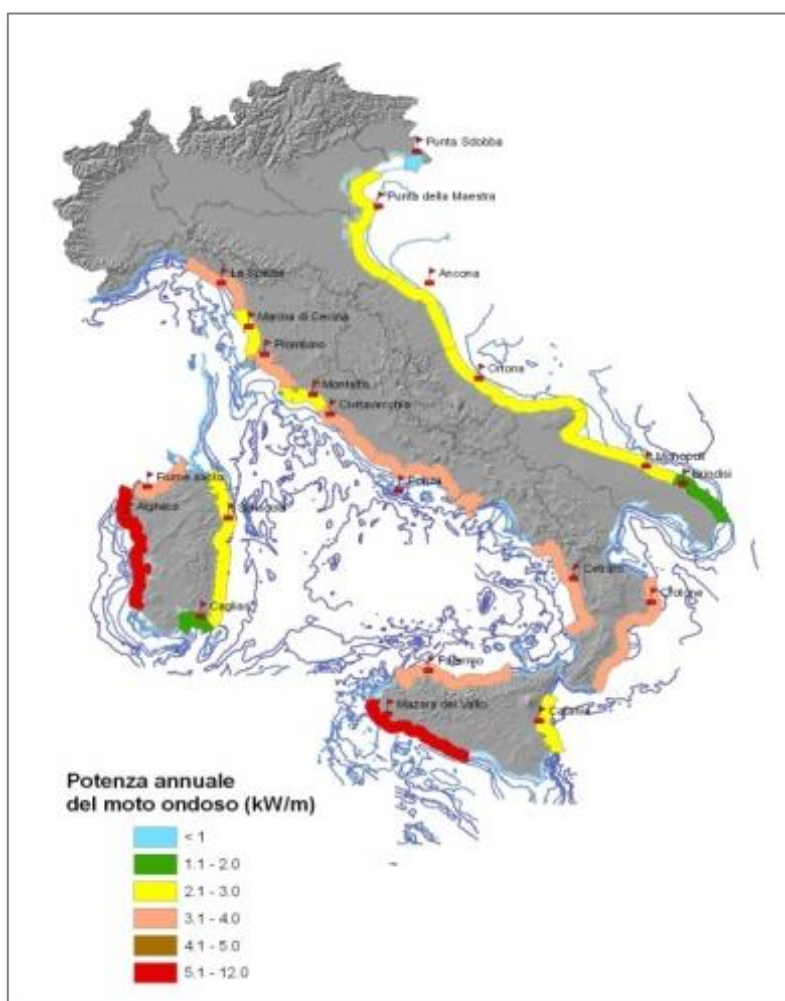 Punta Sdobba
Punta della Maestra
La Spezia
Ancona
Marina di Cecina
Piombino
Ortona
Montalto
Civitavecchia
Monopoli
Brindisi
Ponza
Alghero
Cetraro
Cagliari
Crotone
Palermo
Mazara del Vallo
Catania
Potenza annuale
del moto ondoso (kW/m)
< 1
1.1 - 2.0
2.1 - 3.0
3.1 - 4.0
4.1 - 5.0
5.1 - 12.0